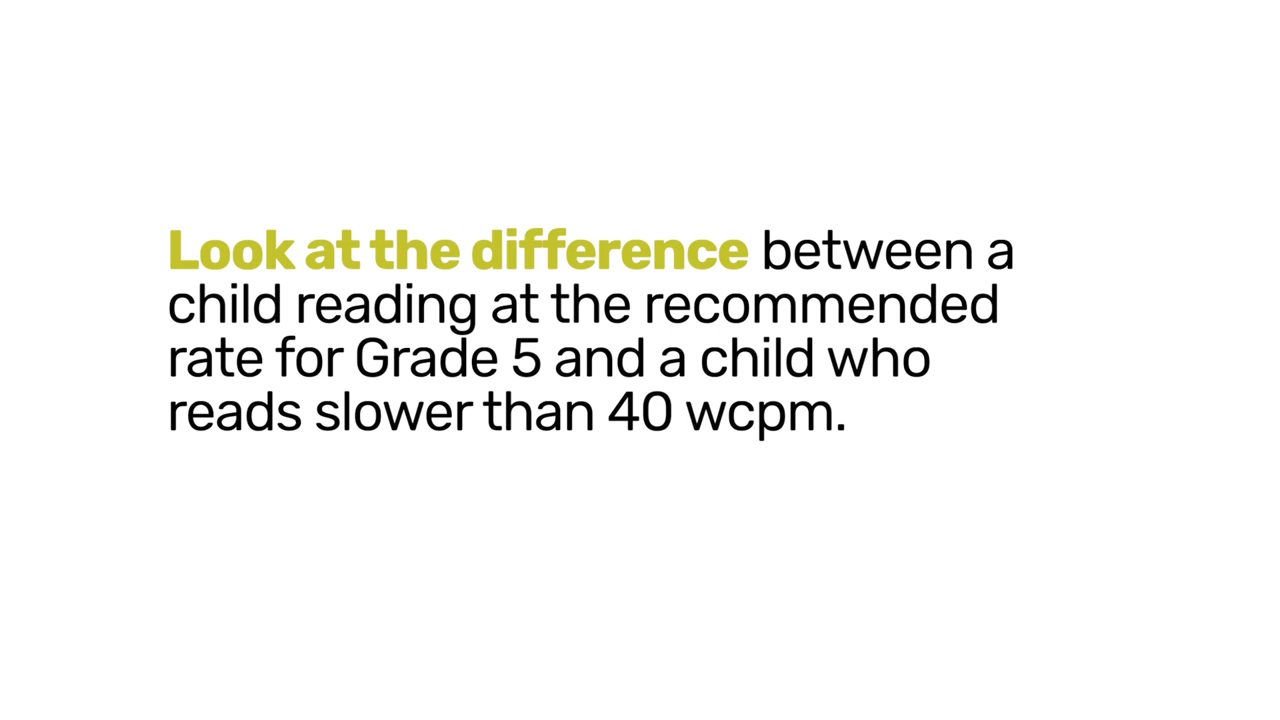 Look at the difference between a
child reading at the recommended
rate for Grade 5 and a child who
reads slower than 40 wcpm.